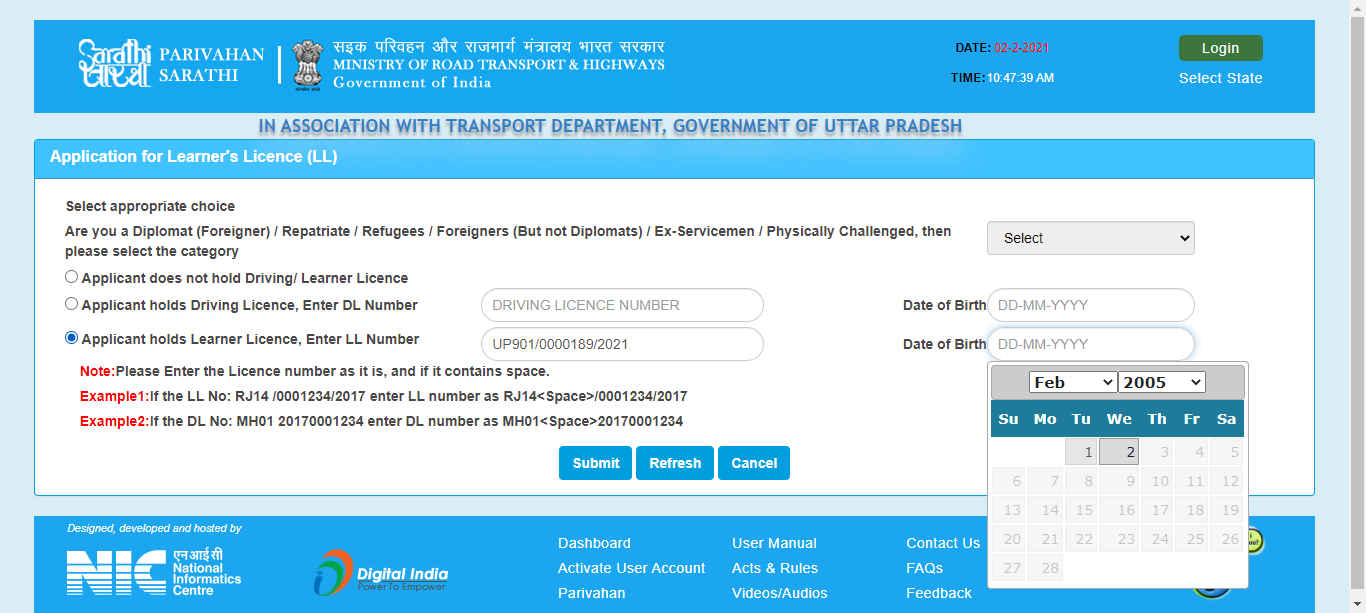 Sarathi
सारथी
PARIVAHAN
SARATHI
सड़क परिवहन और राजमार्ग मंत्रालय भारत सरकार
MINISTRY OF ROAD TRANSPORT & HIGHWAYS
Government of India
DATE: 02-2-2021
TIME: 10:47:39 AM
Login
Select State
IN ASSOCIATION WITH TRANSPORT DEPARTMENT, GOVERNMENT OF UTTAR PRADESH
Application for Learner's Licence (LL)
Select appropriate choice
Are you a Diplomat (Foreigner) / Repatriate / Refugees / Foreigners (But not Diplomats) / Ex-Servicemen / Physically Challenged, then
please select the category
Select
Applicant does not hold Driving/ Learner Licence
Applicant holds Driving Licence, Enter DL Number DRIVING LICENCE NUMBER Date of Birth DD-MM-YYYY
Applicant holds Learner Licence, Enter LL Number UP901/0000189/2021 Date of Birth DD-MM-YYYY
Note:Please Enter the Licence number as it is, and if it contains space.
Example1:If the LL No: RJ14 /0001234/2017 enter LL number as RJ14<Space>/0001234/2017
Example2:If the DL No: MH01 20170001234 enter DL number as MH01<Space>20170001234
Submit Refresh Cancel
Feb 2005
Su Mo Tu We Th Fr Sa
1 2 3 4 5
6 7 8 9 10 11 12
13 14 15 16 17 18 19
20 21 22 23 24 25 26
27 28
Designed, developed and hosted by
NIC
एनआईसी
National
Informatics
Centre
Digital India
Power To Empower
Dashboard User Manual Contact Us
Activate User Account Acts & Rules FAQs
Parivahan Videos/Audios Feedback